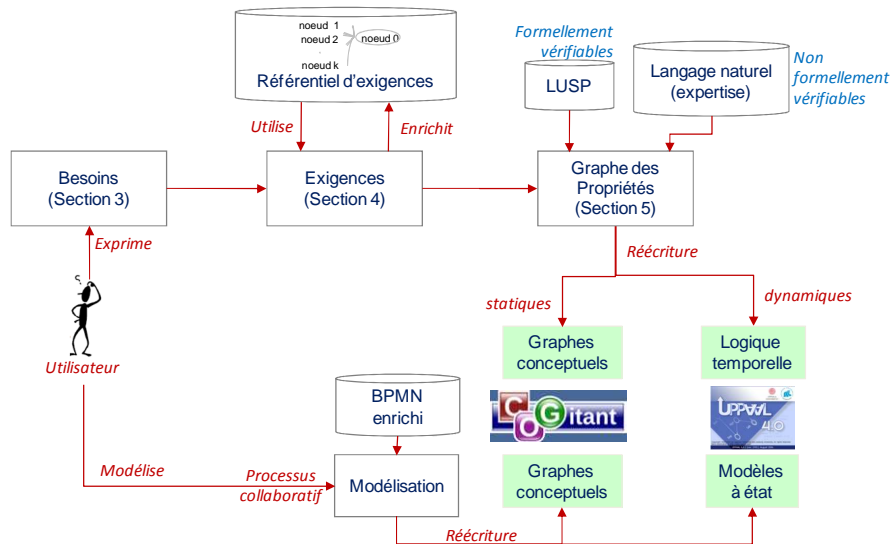 noeud 1
noeud 2
noeud 0
.
noeud k
Référentiel d'exigences
Formellement
vérifiables
LUSP
Langage naturel
(expertise)
Non
formellement
vérifiables
Utilise
Enrichit
Besoins
(Section 3)
Exigences
(Section 4)
Graphe des
Propriétés
(Section 5)
Exprime
Réécriture
statiques
dynamiques
?
Utilisateur
Graphes
conceptuels
Logique
temporelle
BPMN
enrichi
COGitant
UPPAAL
4.0
Modélise
Processus
collaboratif
Modélisation
Graphes
conceptuels
Modèles
à état
Réécriture